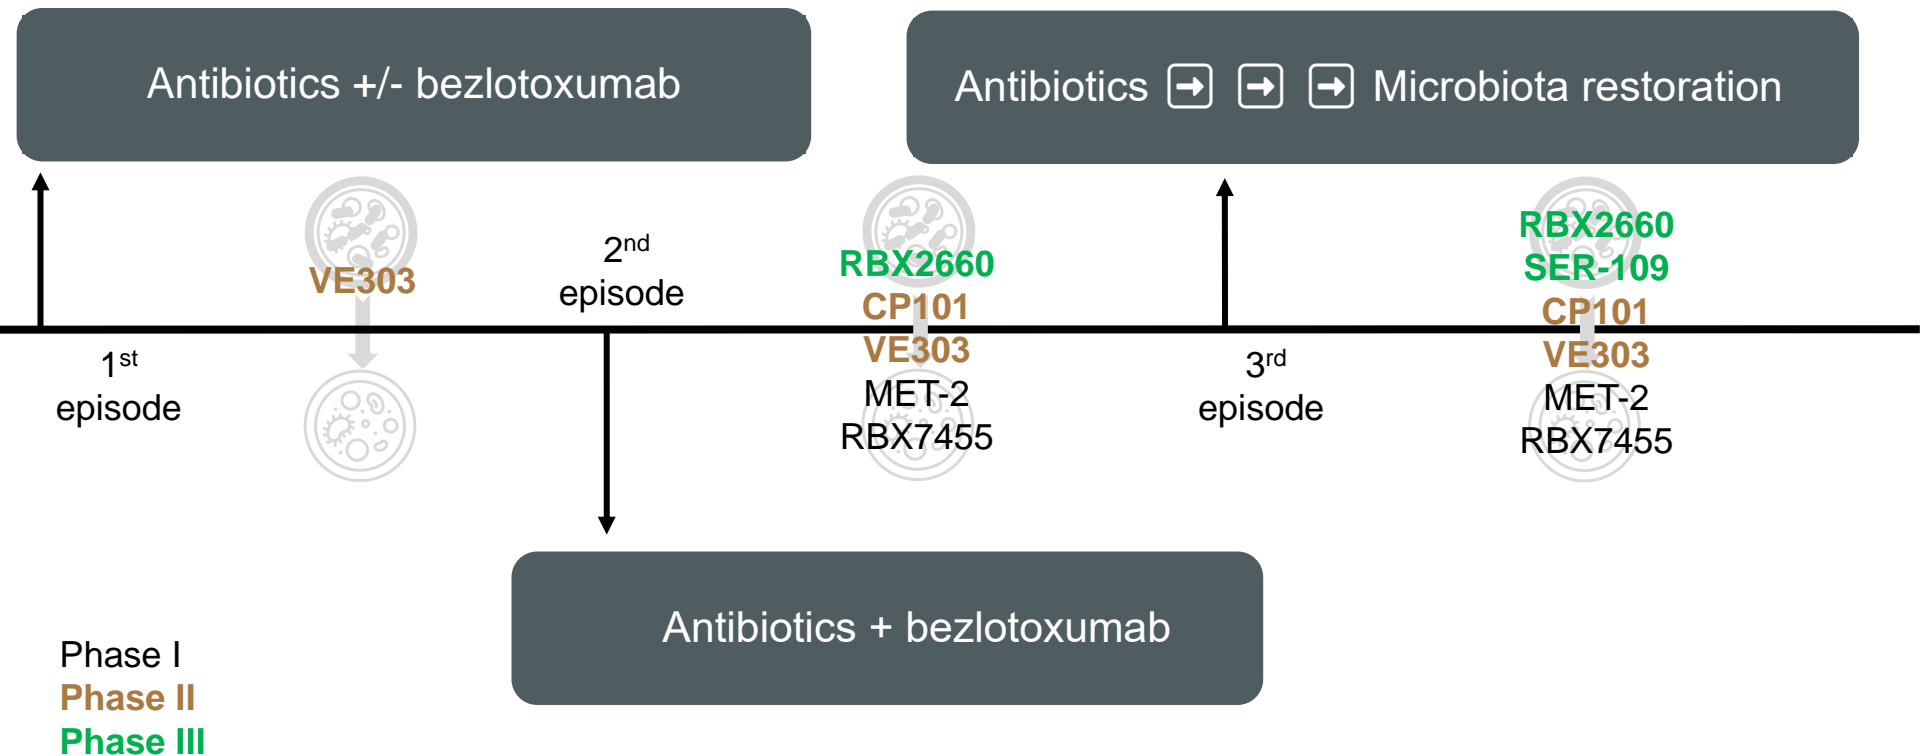 Antibiotics +/- bezlotoxumab
Antibiotics → → → Microbiota restoration
1st
episode
VE303
2nd
episode
RBX2660
CP101
VE303
MET-2
RBX7455
3rd
episode
RBX2660
SER-109
CP101
VE303
MET-2
RBX7455
Antibiotics + bezlotoxumab
Phase I
Phase II
Phase III